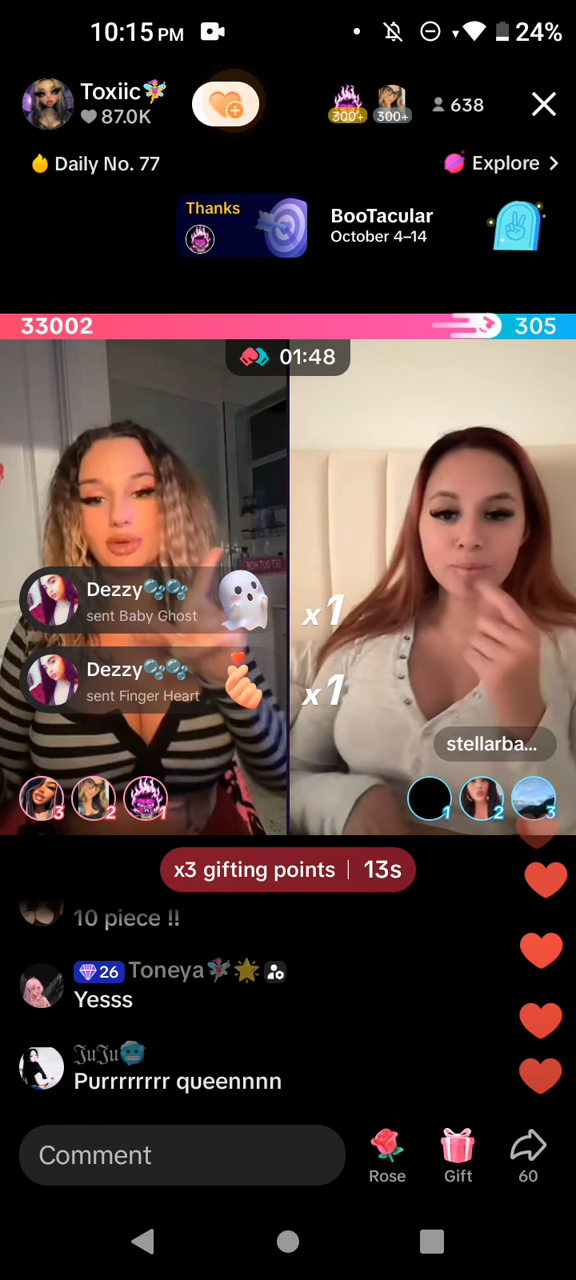 10:15 PM
24%
Toxiic🧚
87.0K
300+
300+
638
Daily No. 77
Explore >
Thanks
BooTacular
October 4–14
33002
305
01:48
Dezzy🫧🫧
sent Baby Ghost
x1
Dezzy🫧🫧
sent Finger Heart
x1
stellarba...
3
2
1
1
2
3
x3 gifting points | 13s
10 piece !!
26 Toneya🧚🌟
Yesss
𝔍𝔲𝔍𝔲🥶
Purrrrrrrr queennnn
Comment
Rose
Gift
60